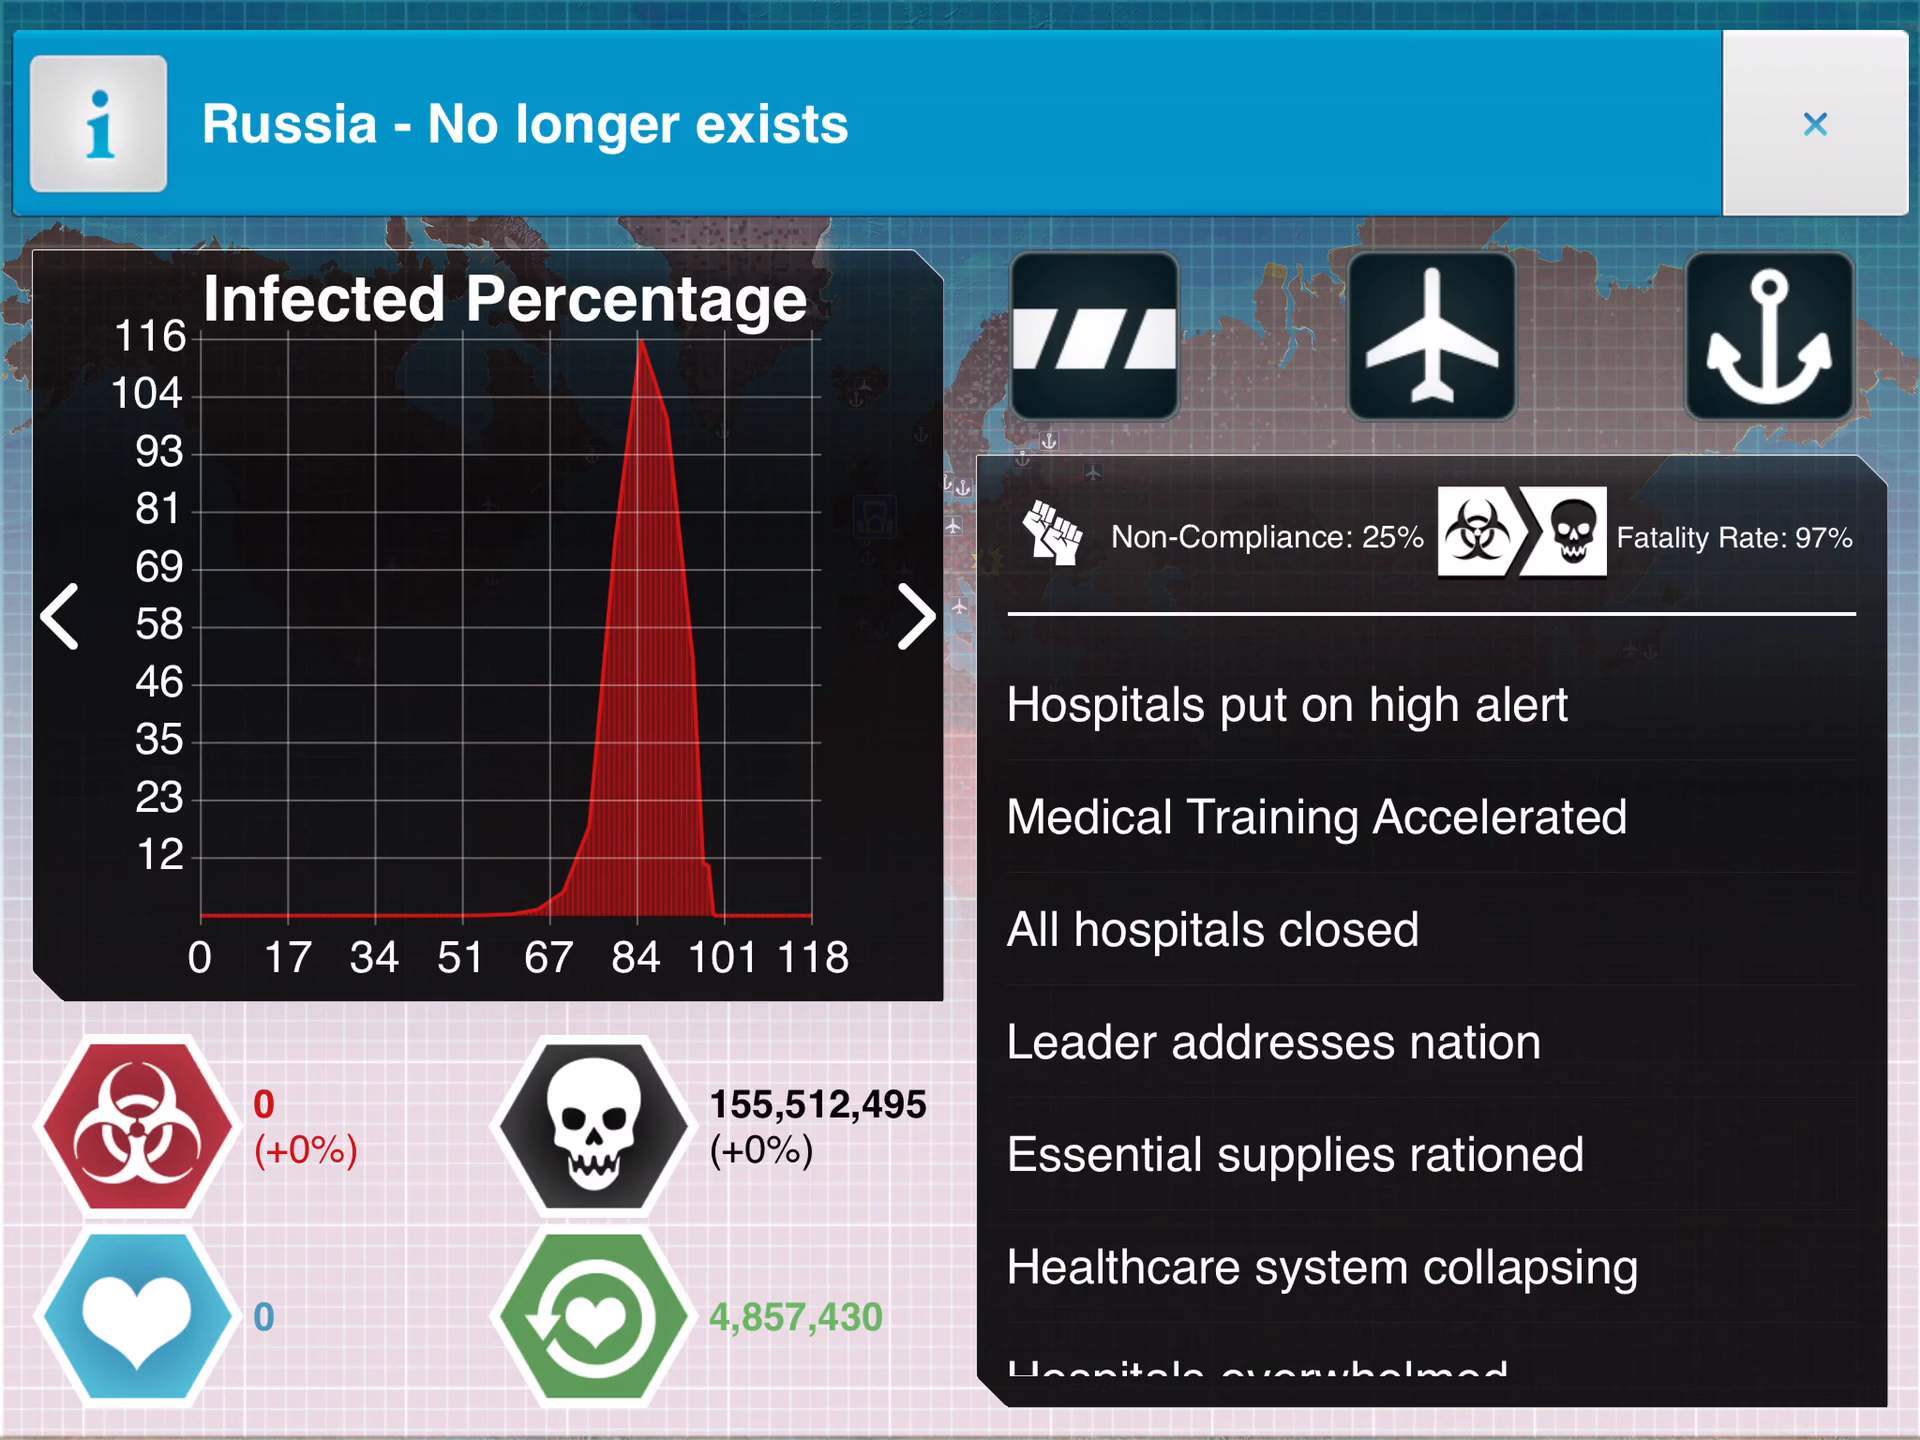 Russia - No longer exists
Infected Percentage
116
104
93
81
69
58
46
35
23
12
0 17 34 51 67 84 101 118
0
(+0%)
155,512,495
(+0%)
0
4,857,430
Non-Compliance: 25%
Fatality Rate: 97%
Hospitals put on high alert
Medical Training Accelerated
All hospitals closed
Leader addresses nation
Essential supplies rationed
Healthcare system collapsing
Hospitals overwhelmed